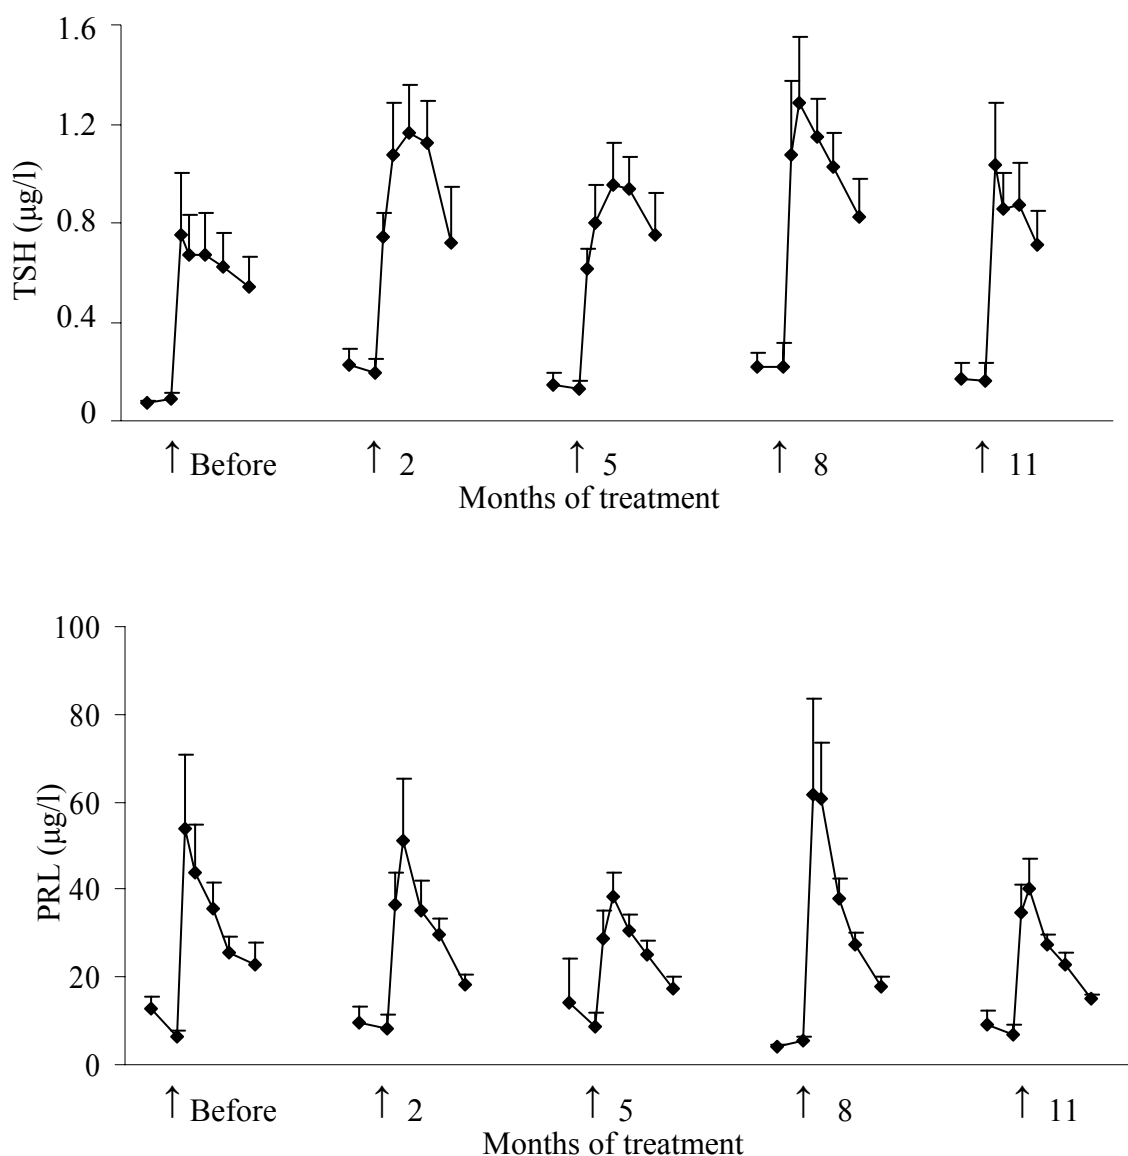 1.6
1.2
0.8
0.4
0
TSH (μg/l)
↑ Before ↑ 2 ↑ 5 ↑ 8 ↑ 11
Months of treatment
100
80
60
40
20
0
PRL (μg/l)
↑ Before ↑ 2 ↑ 5 ↑ 8 ↑ 11
Months of treatment